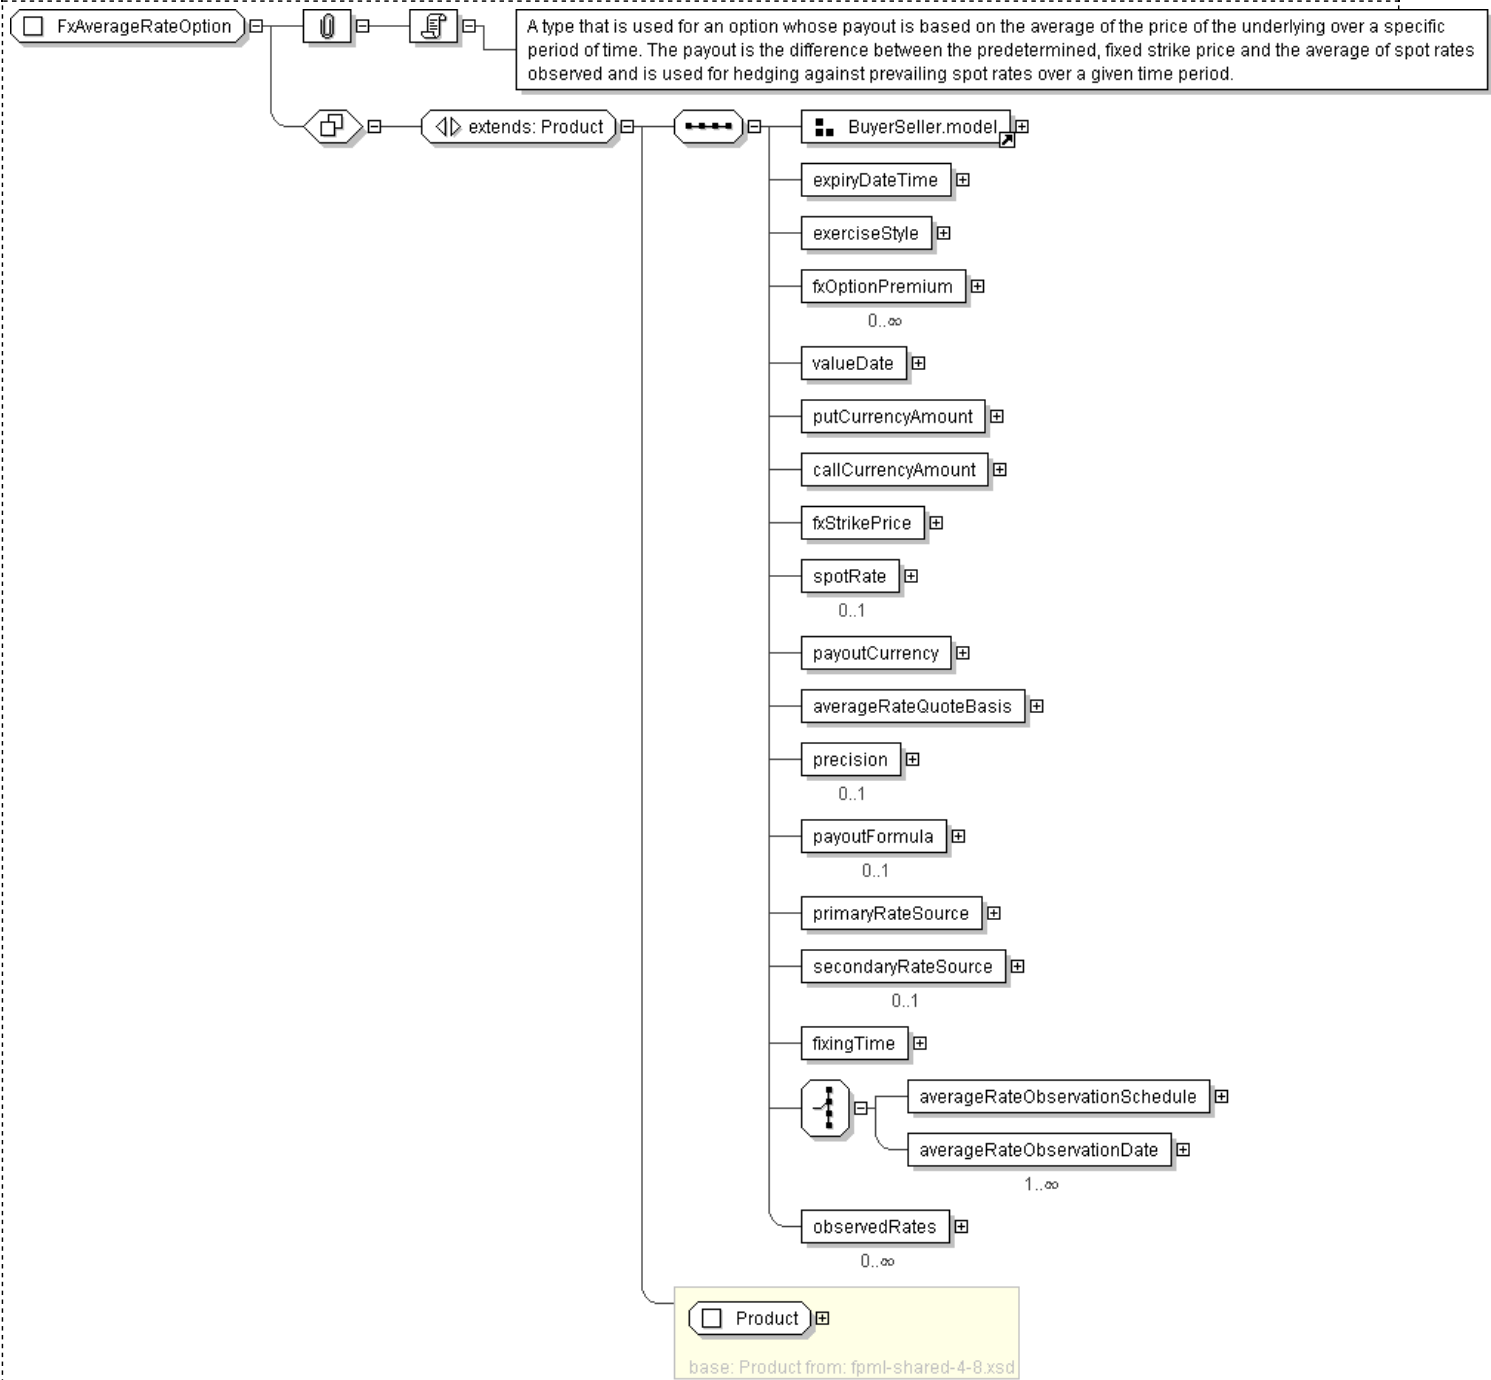 FxAverageRateOption
A type that is used for an option whose payout is based on the average of the price of the underlying over a specific
period of time. The payout is the difference between the predetermined, fixed strike price and the average of spot rates
observed and is used for hedging against prevailing spot rates over a given time period.
extends: Product
BuyerSeller.model
expiryDateTime
exerciseStyle
fxOptionPremium
0..∞
valueDate
putCurrencyAmount
callCurrencyAmount
fxStrikePrice
spotRate
0..1
payoutCurrency
averageRateQuoteBasis
precision
0..1
payoutFormula
0..1
primaryRateSource
secondaryRateSource
0..1
fixingTime
averageRateObservationSchedule
averageRateObservationDate
1..∞
observedRates
0..∞
Product
base: Product from: fpml-shared-4-8.xsd